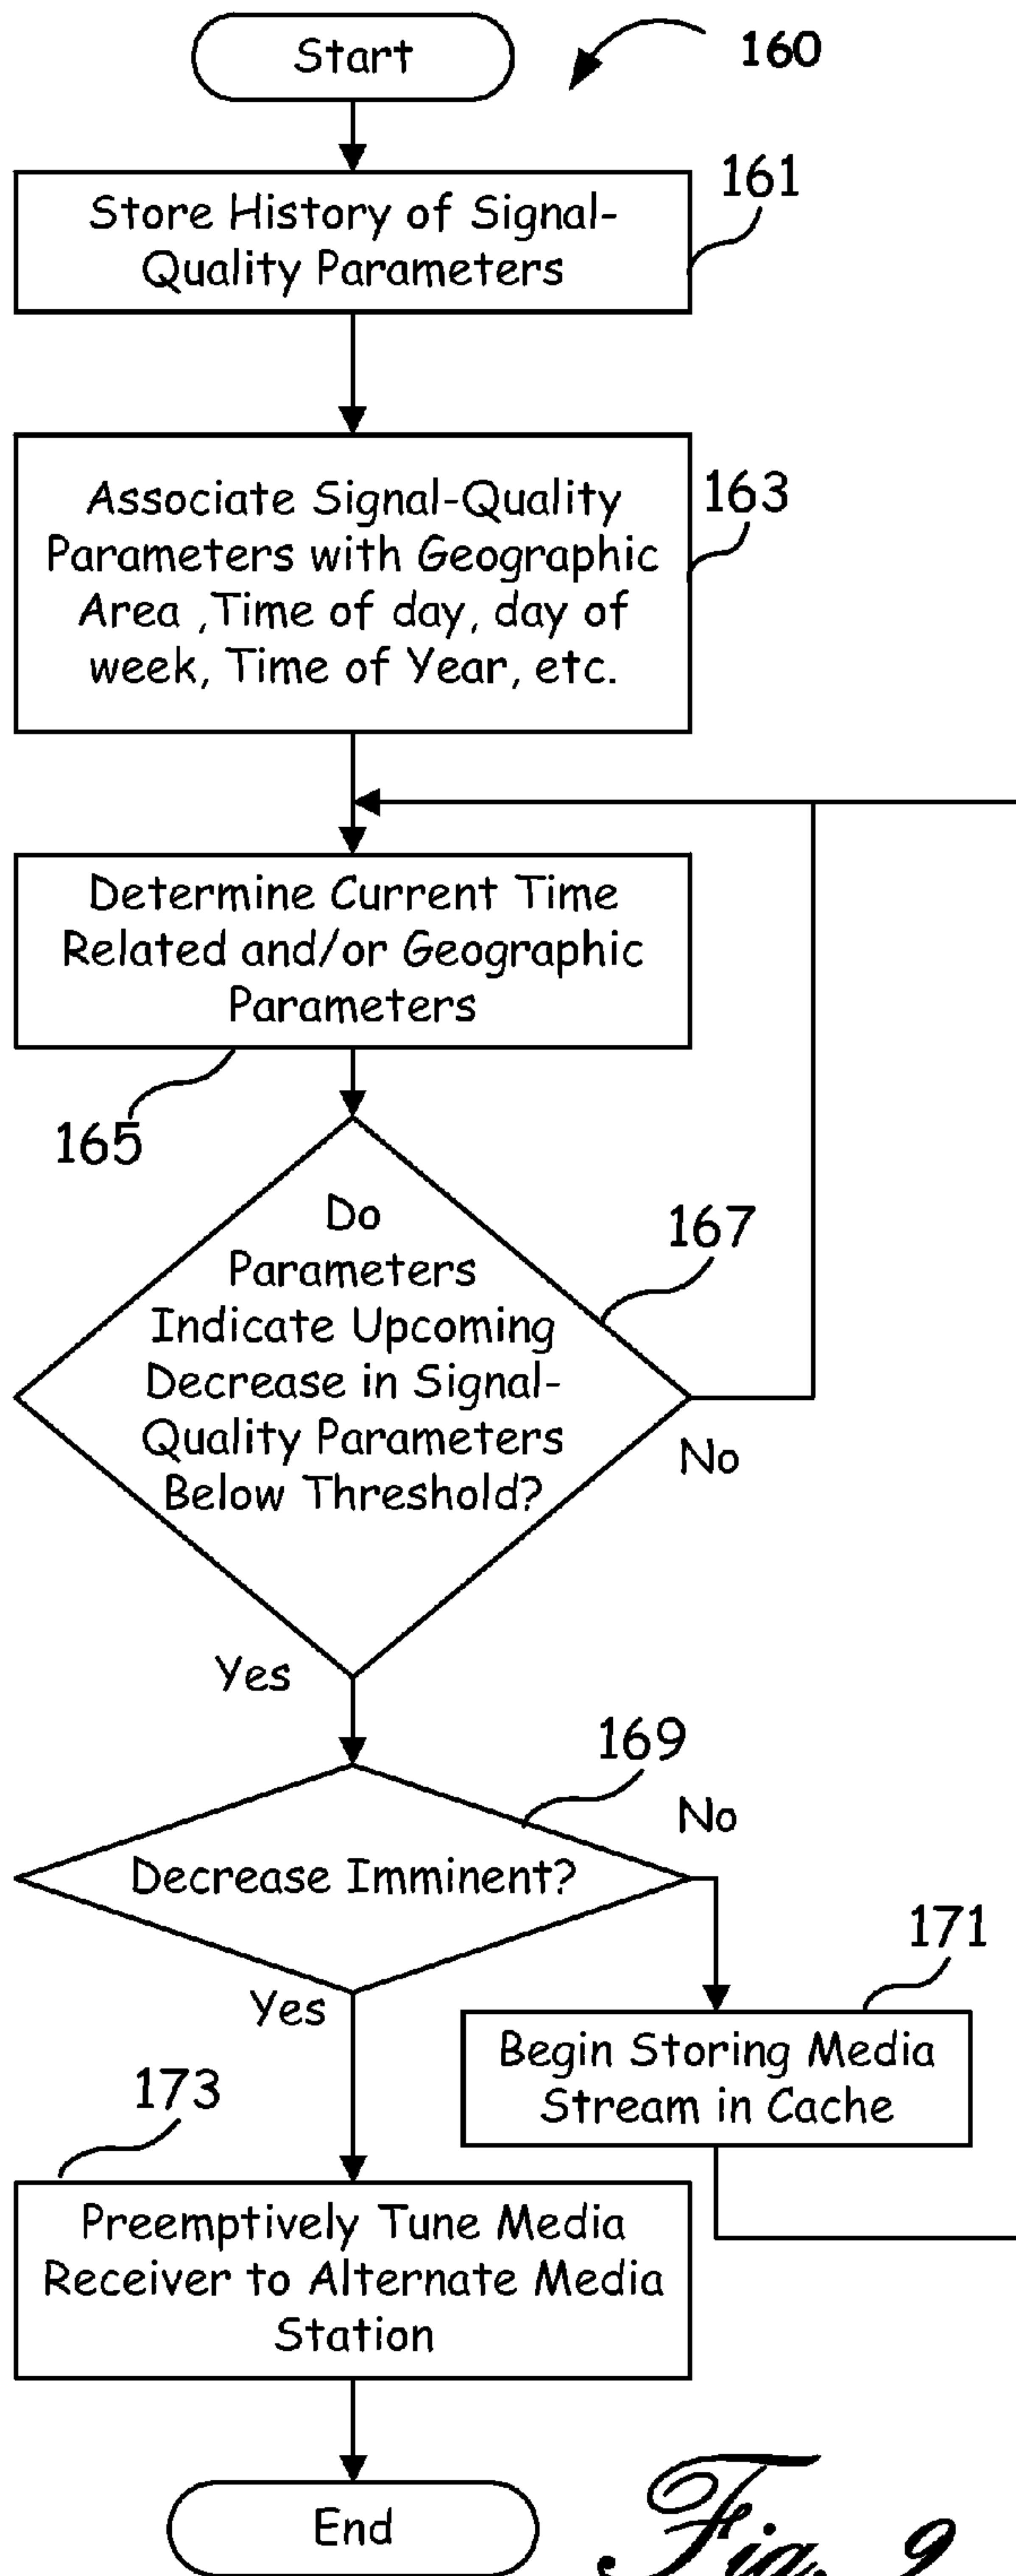 Start
160
161
Store History of Signal-
Quality Parameters
163
Associate Signal-Quality
Parameters with Geographic
Area ,Time of day, day of
week, Time of Year, etc.
Determine Current Time
Related and/or Geographic
Parameters
165
167
Do
Parameters
Indicate Upcoming
Decrease in Signal-
Quality Parameters
Below Threshold?
No
Yes
169
No
Decrease Imminent?
171
Yes
Begin Storing Media
Stream in Cache
173
Preemptively Tune Media
Receiver to Alternate Media
Station
End
Fig. 9